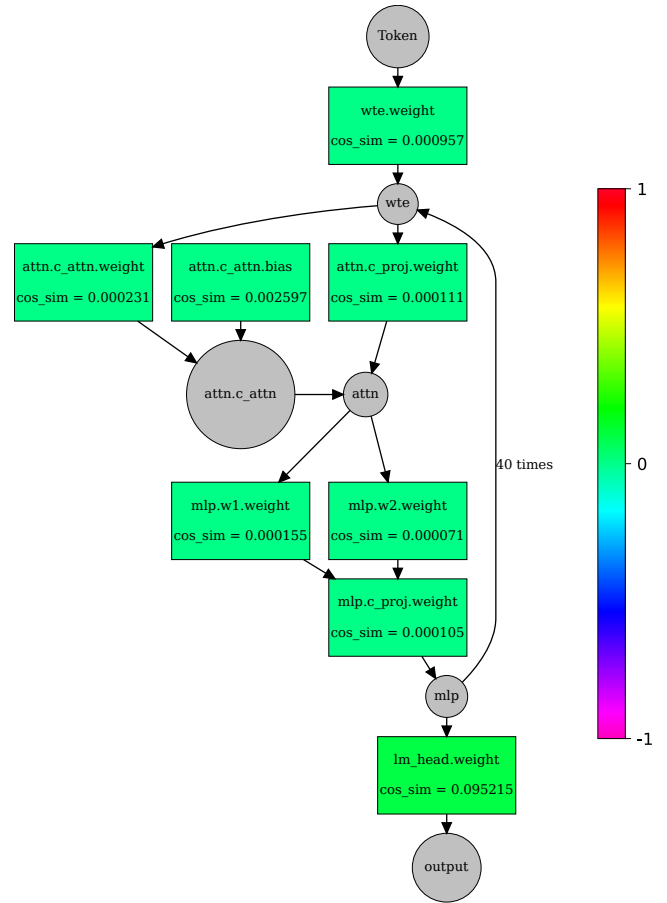 Token
wte.weight
cos_sim = 0.000957
wte
attn.c_attn.weight
cos_sim = 0.000231
attn.c_attn.bias
cos_sim = 0.002597
attn.c_proj.weight
cos_sim = 0.000111
attn.c_attn
attn
40 times
mlp.w1.weight
cos_sim = 0.000155
mlp.w2.weight
cos_sim = 0.000071
mlp.c_proj.weight
cos_sim = 0.000105
mlp
lm_head.weight
cos_sim = 0.095215
output
1
0
-1